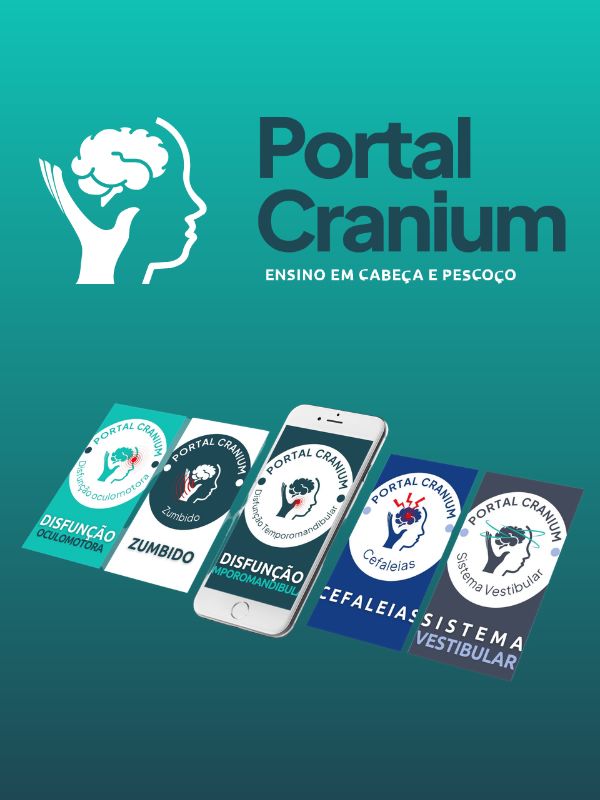 Portal
Cranium
ENSINO EM CABEÇA E PESCOÇO
PORTAL CRANIUM
Disfunção oculomotora
DISFUNÇÃO
OCULOMOTORA
PORTAL CRANIUM
Zumbido
ZUMBIDO
PORTAL CRANIUM
Disfunção Temporomandibular
DISFUNÇÃO
MPOROMANDIBUL
PORTAL CRANIUM
Cefaleias
CEFALEIAS
PORTAL CRANIUM
Sistema Vestibular
SISTEMA
VESTIBULAR